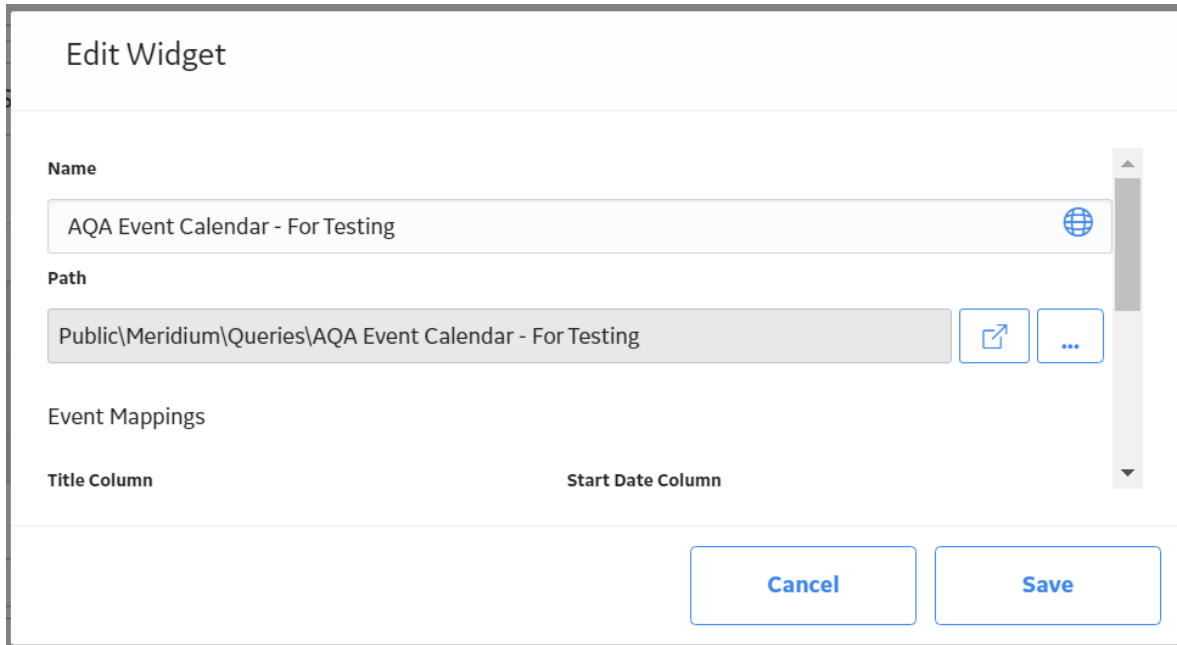 Edit Widget
Name
AQA Event Calendar - For Testing
Path
Public\Meridium\Queries\AQA Event Calendar - For Testing
...
Event Mappings
Title Column Start Date Column
Cancel Save